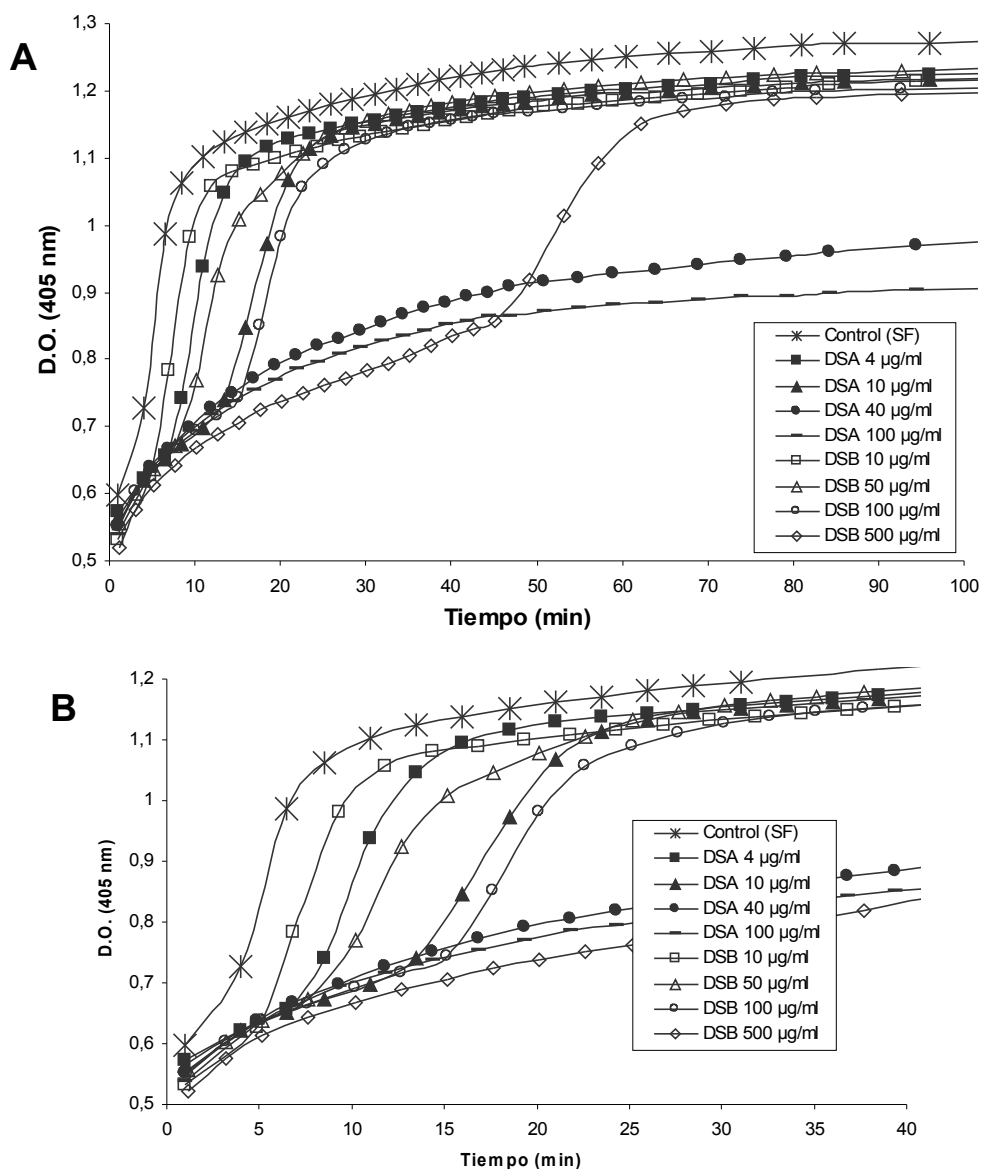 A
1,3
1,2
1,1
1
0,9
0,8
0,7
0,6
0,5
D.O. (405 nm)
0 10 20 30 40 50 60 70 80 90 100
Tiempo (min)
Control (SF)
DSA 4 µg/ml
DSA 10 µg/ml
DSA 40 µg/ml
DSA 100 µg/ml
DSB 10 µg/ml
DSB 50 µg/ml
DSB 100 µg/ml
DSB 500 µg/ml
B
1,2
1,1
1
0,9
0,8
0,7
0,6
0,5
D.O. (405 nm)
0 5 10 15 20 25 30 35 40
Tiempo (min)
Control (SF)
DSA 4 µg/ml
DSA 10 µg/ml
DSA 40 µg/ml
DSA 100 µg/ml
DSB 10 µg/ml
DSB 50 µg/ml
DSB 100 µg/ml
DSB 500 µg/ml